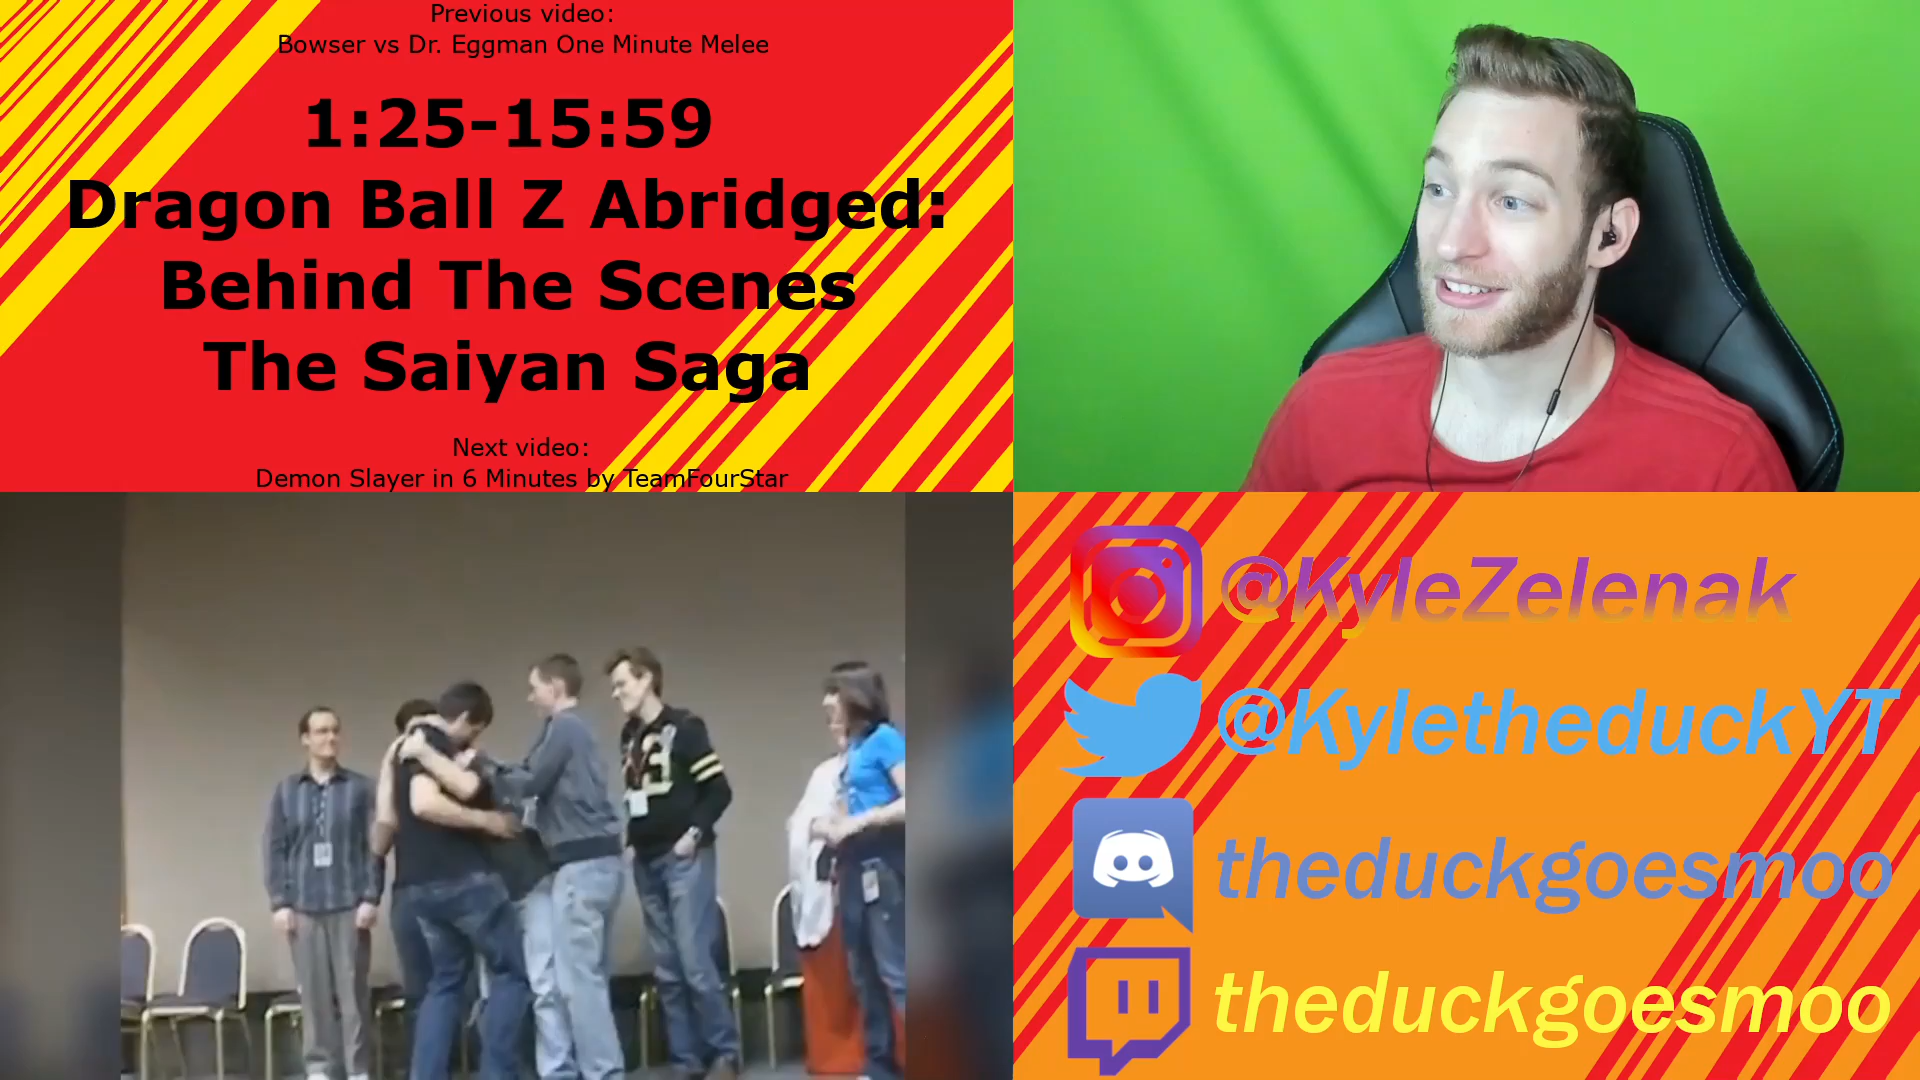 Previous video:
Bowser vs Dr. Eggman One Minute Melee
1:25-15:59
Dragon Ball Z Abridged:
Behind The Scenes
The Saiyan Saga
Next video:
Demon Slayer in 6 Minutes by TeamFourStar
@KyleZelenak
@KyletheduckYT
theduckgoesmoo
theduckgoesmoo